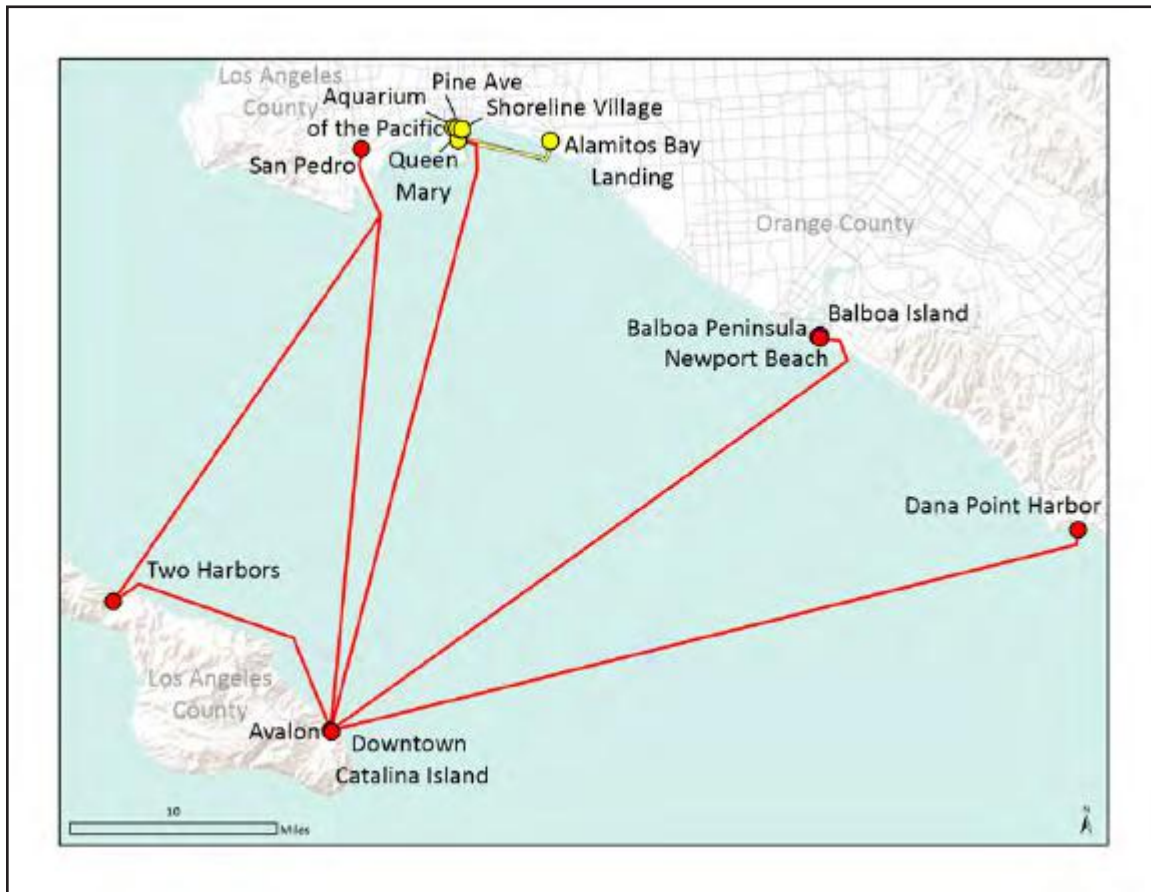 Los Angeles
County
Pine Ave
Aquarium
of the Pacific
Shoreline Village
San Pedro
Queen
Mary
Alamitos Bay
Landing
Orange County
Balboa Island
Balboa Peninsula
Newport Beach
Dana Point Harbor
Two Harbors
Los Angeles
County
Avalon
Downtown
Catalina Island
10
Miles
N